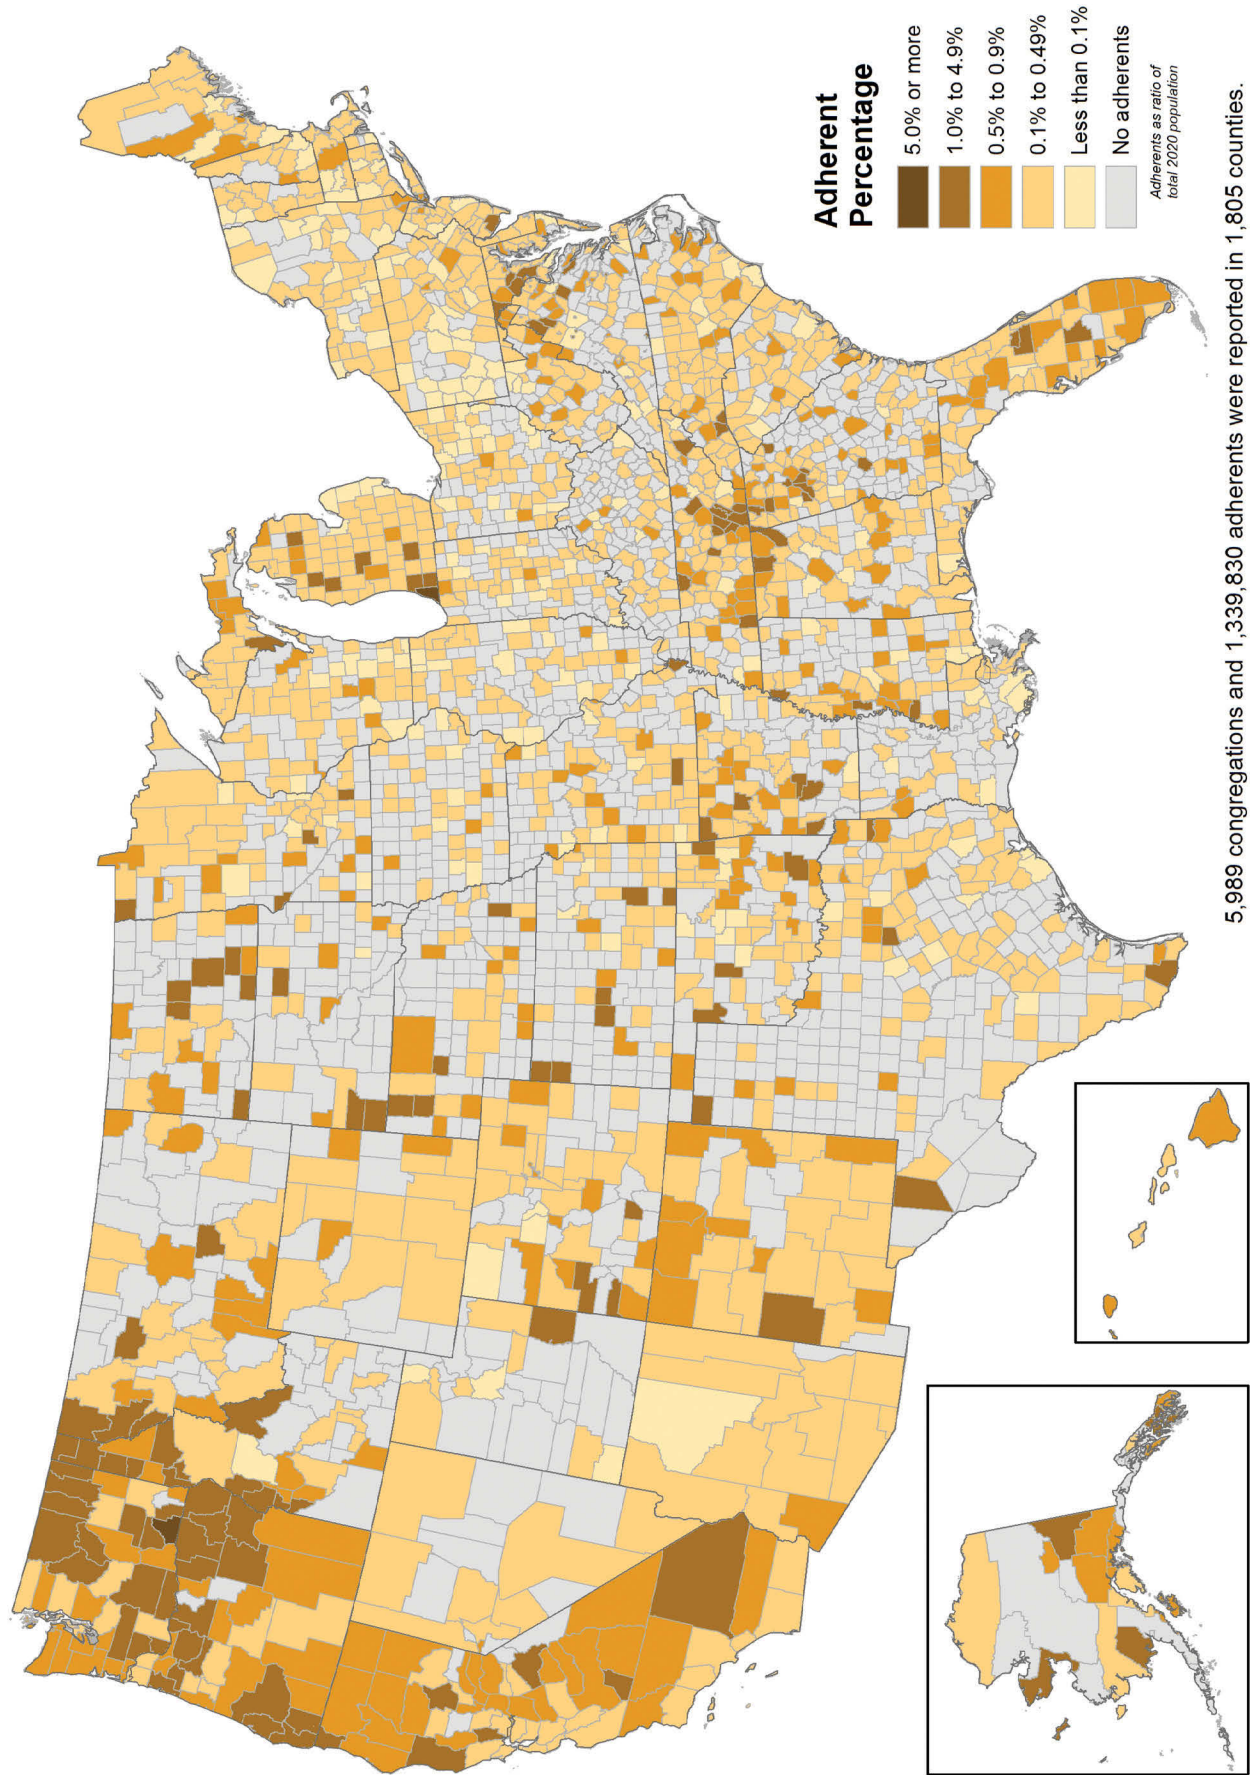 Adherent
Percentage
5.0% or more
1.0% to 4.9%
0.5% to 0.9%
0.1% to 0.49%
Less than 0.1%
No adherents
Adherents as ratio of
total 2020 population
5,989 congregations and 1,339,830 adherents were reported in 1,805 counties.